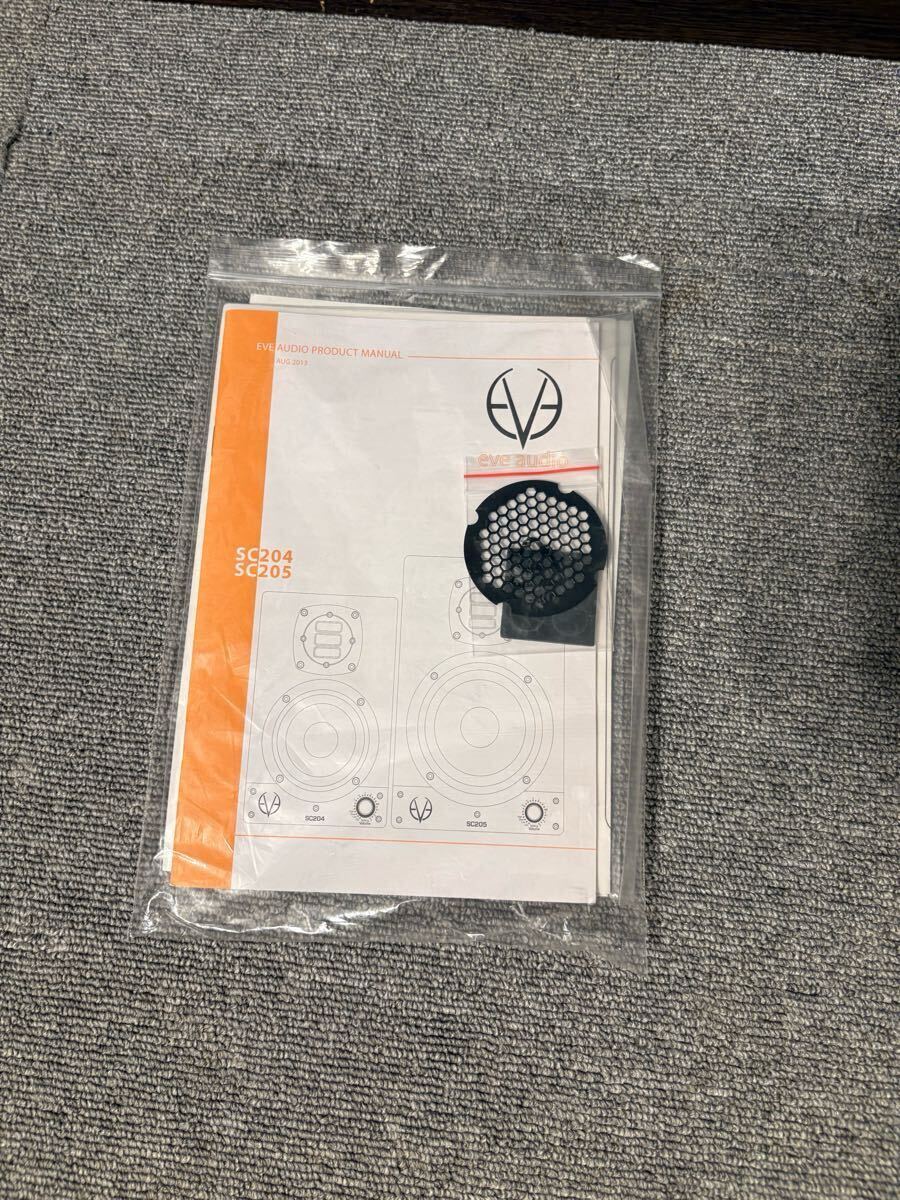 EVE AUDIO PRODUCT MANUAL
AUG 2013
eve audio
SC204
SC205
SC204
SC205